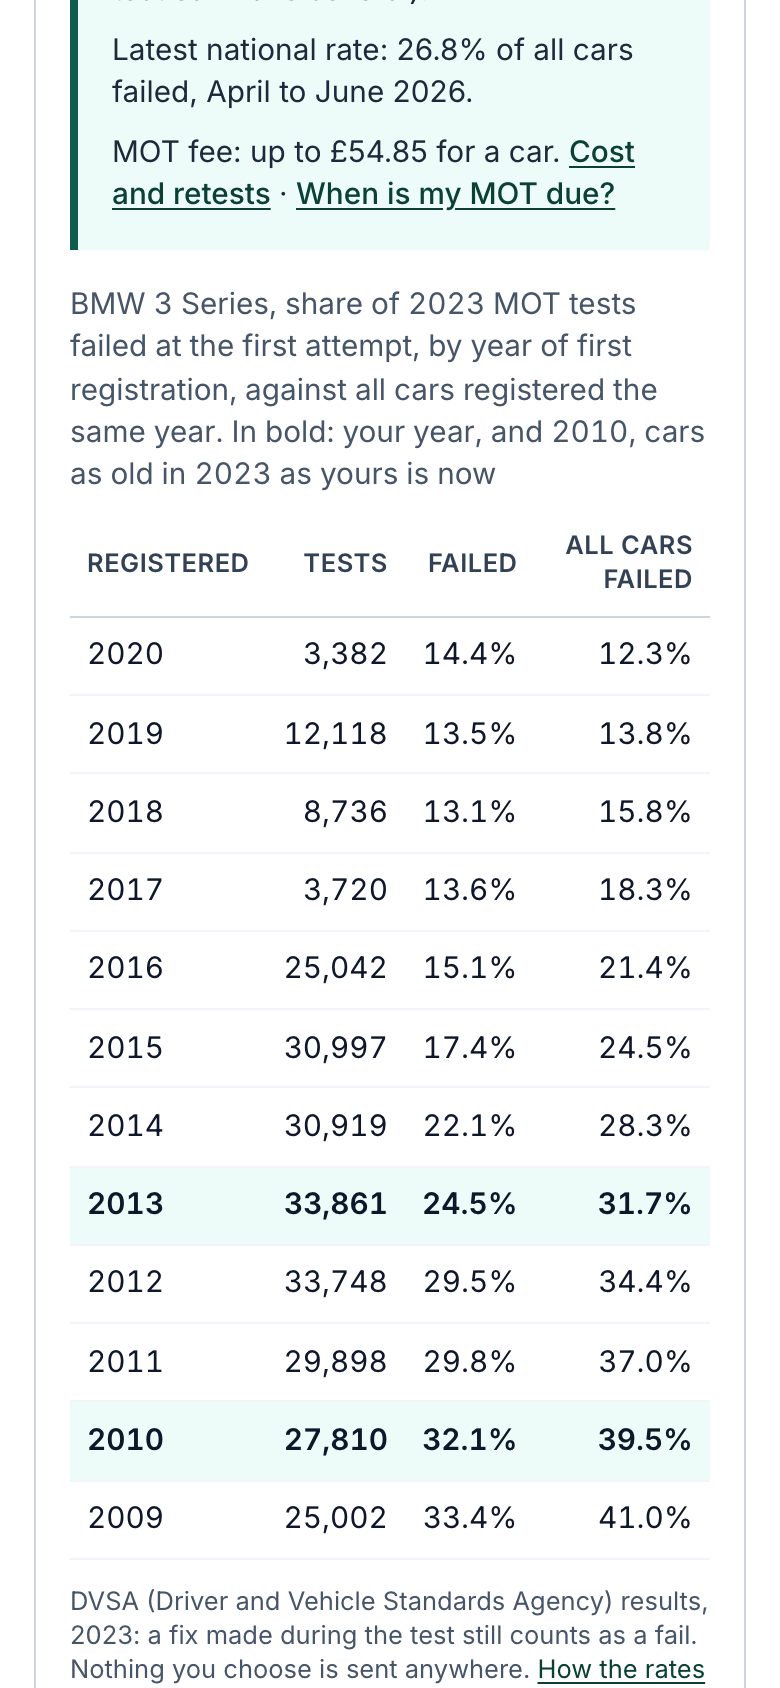 Latest national rate: 26.8% of all cars
failed, April to June 2026.
MOT fee: up to £54.85 for a car. Cost
and retests · When is my MOT due?
BMW 3 Series, share of 2023 MOT tests
failed at the first attempt, by year of first
registration, against all cars registered the
same year. In bold: your year, and 2010, cars
as old in 2023 as yours is now
REGISTERED TESTS FAILED ALL CARS FAILED
2020 3,382 14.4% 12.3%
2019 12,118 13.5% 13.8%
2018 8,736 13.1% 15.8%
2017 3,720 13.6% 18.3%
2016 25,042 15.1% 21.4%
2015 30,997 17.4% 24.5%
2014 30,919 22.1% 28.3%
2013 33,861 24.5% 31.7%
2012 33,748 29.5% 34.4%
2011 29,898 29.8% 37.0%
2010 27,810 32.1% 39.5%
2009 25,002 33.4% 41.0%
DVSA (Driver and Vehicle Standards Agency) results,
2023: a fix made during the test still counts as a fail.
Nothing you choose is sent anywhere. How the rates